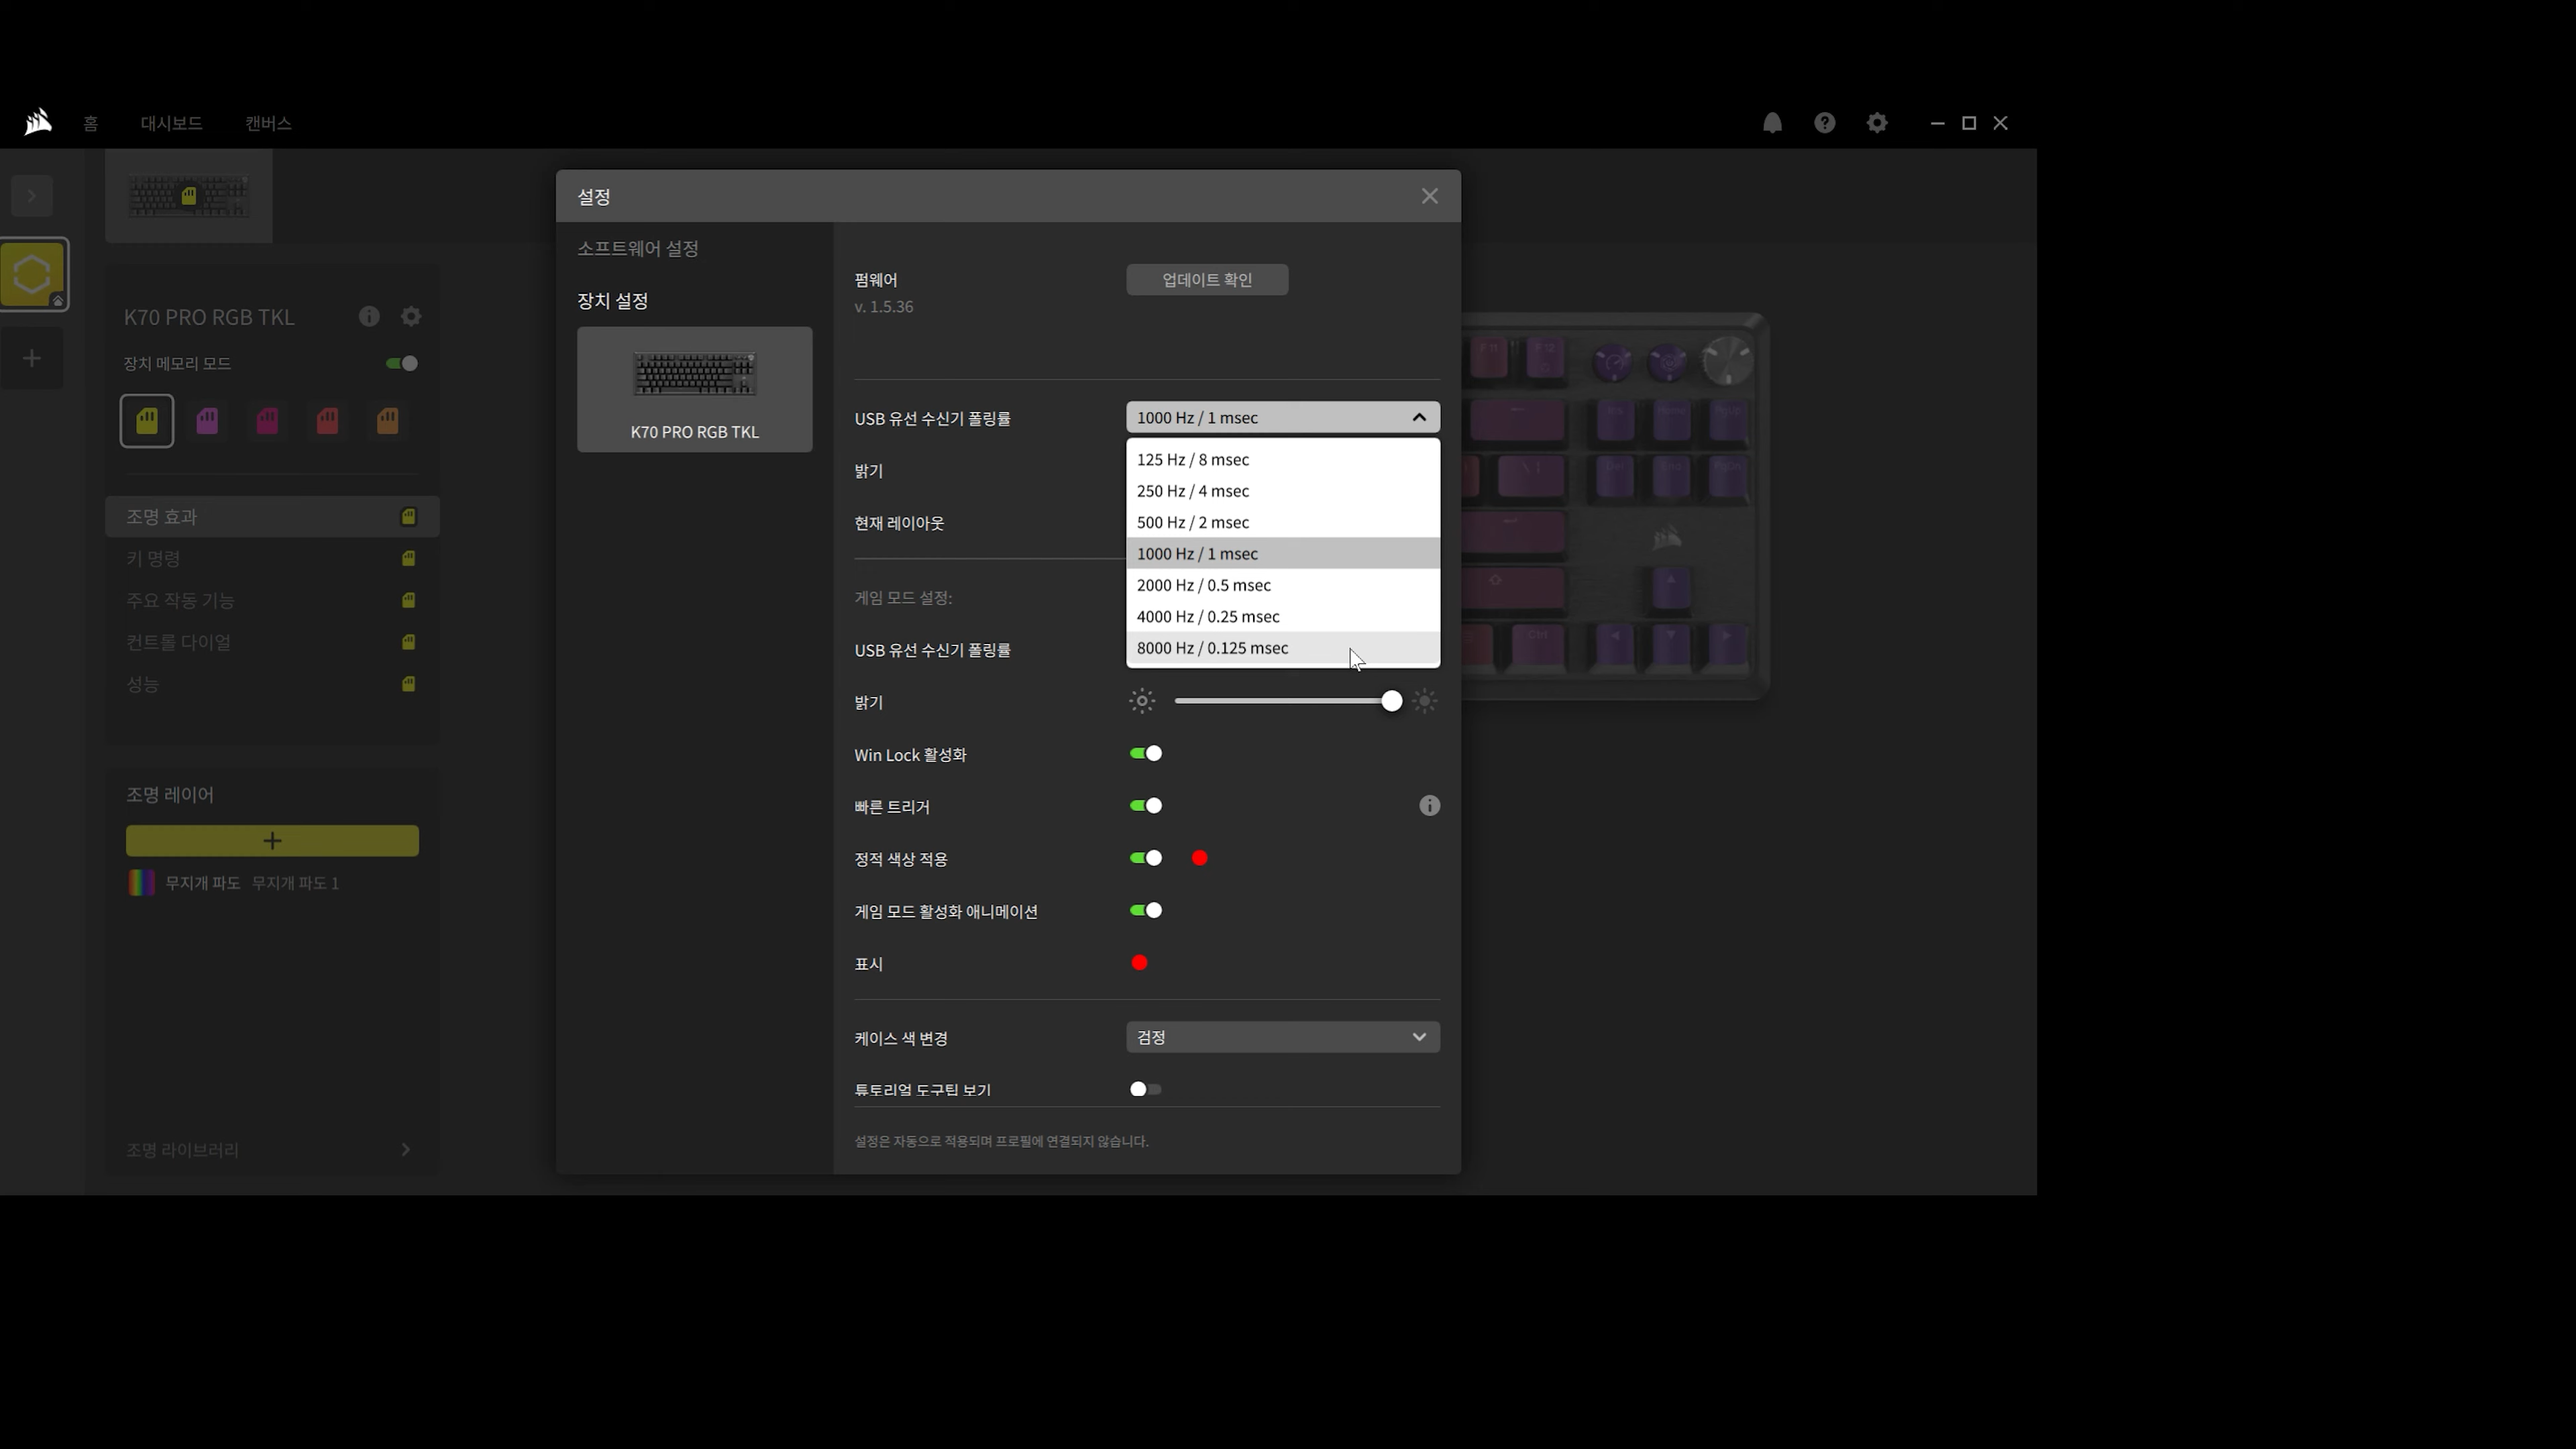 홈
대시보드
캔버스
K70 PRO RGB TKL
장치 메모리 모드
조명 효과
키 명령
주요 작동 기능
컨트롤 다이얼
성능
조명 레이어
무지개 파도 무지개 파도 1
조명 라이브러리
설정
소프트웨어 설정
장치 설정
K70 PRO RGB TKL
펌웨어
업데이트 확인
v. 1.5.36
USB 유선 수신기 폴링률
1000 Hz / 1 msec
125 Hz / 8 msec
250 Hz / 4 msec
500 Hz / 2 msec
1000 Hz / 1 msec
2000 Hz / 0.5 msec
4000 Hz / 0.25 msec
8000 Hz / 0.125 msec
밝기
현재 레이아웃
게임 모드 설정:
USB 유선 수신기 폴링률
밝기
Win Lock 활성화
빠른 트리거
정적 색상 적용
게임 모드 활성화 애니메이션
표시
케이스 색 변경
검정
튜토리얼 도구팁 보기
설정은 자동으로 적용되며 프로필에 연결되지 않습니다.
F11
F12
PgUp
PgDn
Ctrl